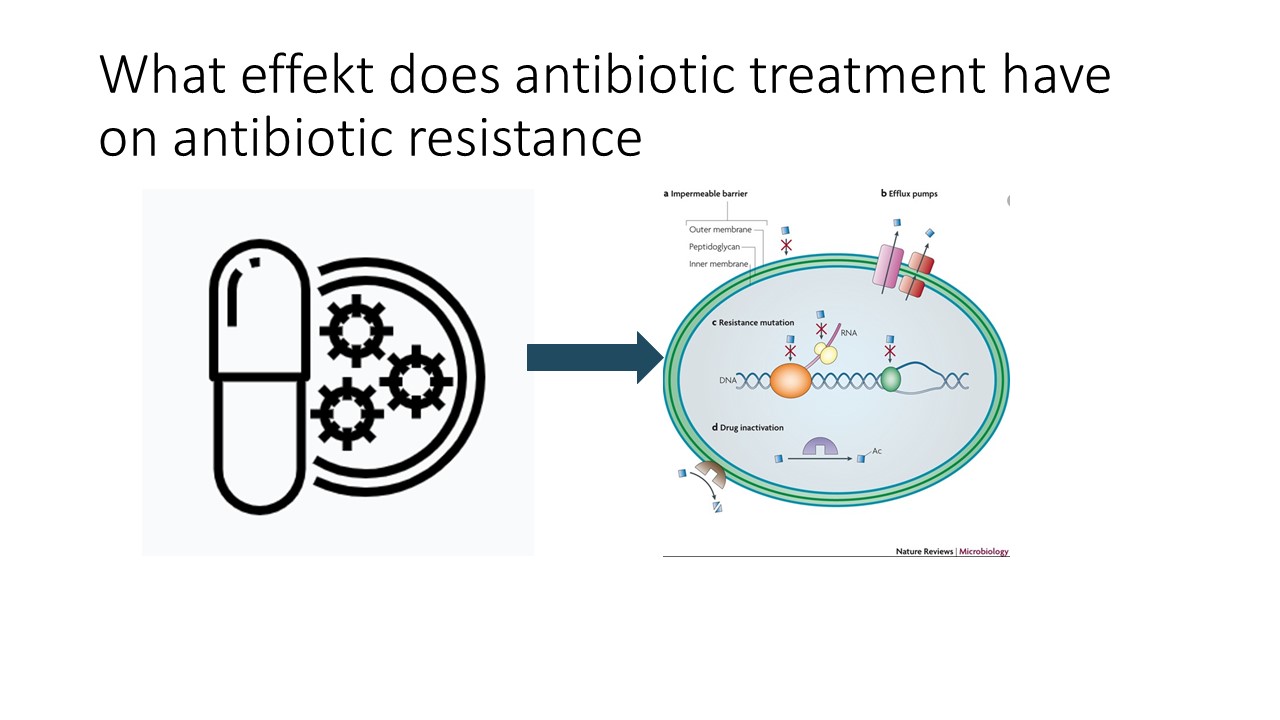 What effekt does antibiotic treatment have
on antibiotic resistance
a Impermeable barrier
b Efflux pumps
Outer membrane
Peptidoglycan
Inner membrane
c Resistance mutation
RNA
DNA
d Drug inactivation
Ac
Nature Reviews | Microbiology